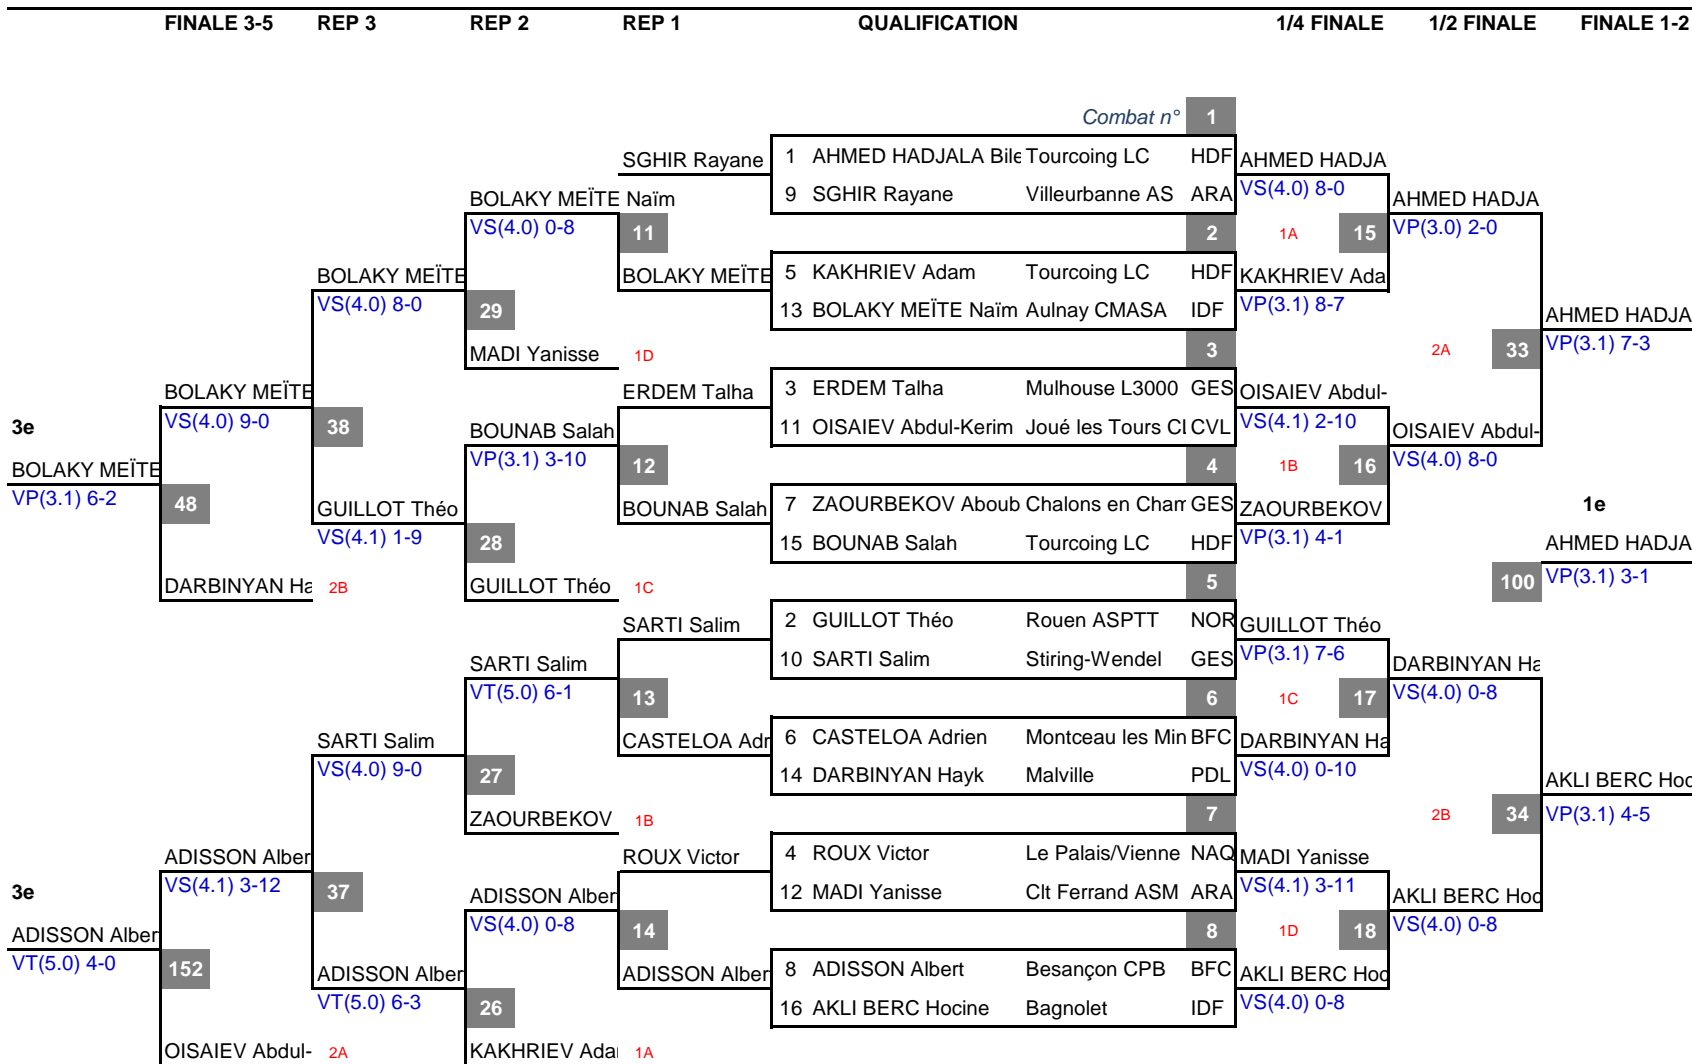 FINALE 3-5 REP 3 REP 2 REP 1 QUALIFICATION 1/4 FINALE 1/2 FINALE FINALE 1-2
Combat n° 1
SGHIR Rayane 1 AHMED HADJALA Bile Tourcoing LC HDF AHMED HADJA
BOLAKY MEÏTE Naïm 9 SGHIR Rayane Villeurbanne AS ARA VS(4.0) 8-0 AHMED HADJA
VS(4.0) 0-8 11 2 1A 15 VP(3.0) 2-0
BOLAKY MEÏTE BOLAKY MEÏTE 5 KAKHRIEV Adam Tourcoing LC HDF KAKHRIEV Ada
VS(4.0) 8-0 29 13 BOLAKY MEÏTE Naïm Aulnay CMASA IDF VP(3.1) 8-7 AHMED HADJA
MADI Yanisse 1D 3 2A 33 VP(3.1) 7-3
BOLAKY MEÏTE ERDEM Talha 3 ERDEM Talha Mulhouse L3000 GES OISAIEV Abdul-
3e VS(4.0) 9-0 38 BOUNAB Salah 11 OISAIEV Abdul-Kerim Joué les Tours CL CVL VS(4.1) 2-10 OISAIEV Abdul-
BOLAKY MEÏTE VP(3.1) 3-10 12 4 1B 16 VS(4.0) 8-0
VP(3.1) 6-2 48 GUILLOT Théo BOUNAB Salah 7 ZAOURBEKOV Aboub Chalons en Cham GES ZAOURBEKOV 1e
VS(4.1) 1-9 28 15 BOUNAB Salah Tourcoing LC HDF VP(3.1) 4-1 AHMED HADJA
DARBINYAN Ha 2B GUILLOT Théo 1C 5 100 VP(3.1) 3-1
SARTI Salim 2 GUILLOT Théo Rouen ASPTT NOR GUILLOT Théo
SARTI Salim 10 SARTI Salim Stiring-Wendel GES VP(3.1) 7-6 DARBINYAN Ha
VT(5.0) 6-1 13 6 1C 17 VS(4.0) 0-8
SARTI Salim CASTELOA Adr 6 CASTELOA Adrien Montceau les Min BFC DARBINYAN Ha
VS(4.0) 9-0 27 14 DARBINYAN Hayk Malville PDL VS(4.0) 0-10 AKLI BERC Hoc
ZAOURBEKOV 1B 7 2B 34 VP(3.1) 4-5
ADISSON Alber ROUX Victor 4 ROUX Victor Le Palais/Vienne NAQ MADI Yanisse
3e VS(4.1) 3-12 37 ADISSON Alber 12 MADI Yanisse Clt Ferrand ASM ARA VS(4.1) 3-11 AKLI BERC Hoc
ADISSON Alber VS(4.0) 0-8 14 8 1D 18 VS(4.0) 0-8
VT(5.0) 4-0 152 ADISSON Alber ADISSON Alber 8 ADISSON Albert Besançon CPB BFC AKLI BERC Hoc
VT(5.0) 6-3 26 16 AKLI BERC Hocine Bagnolet IDF VS(4.0) 0-8
OISAIEV Abdul- 2A KAKHRIEV Ada 1A